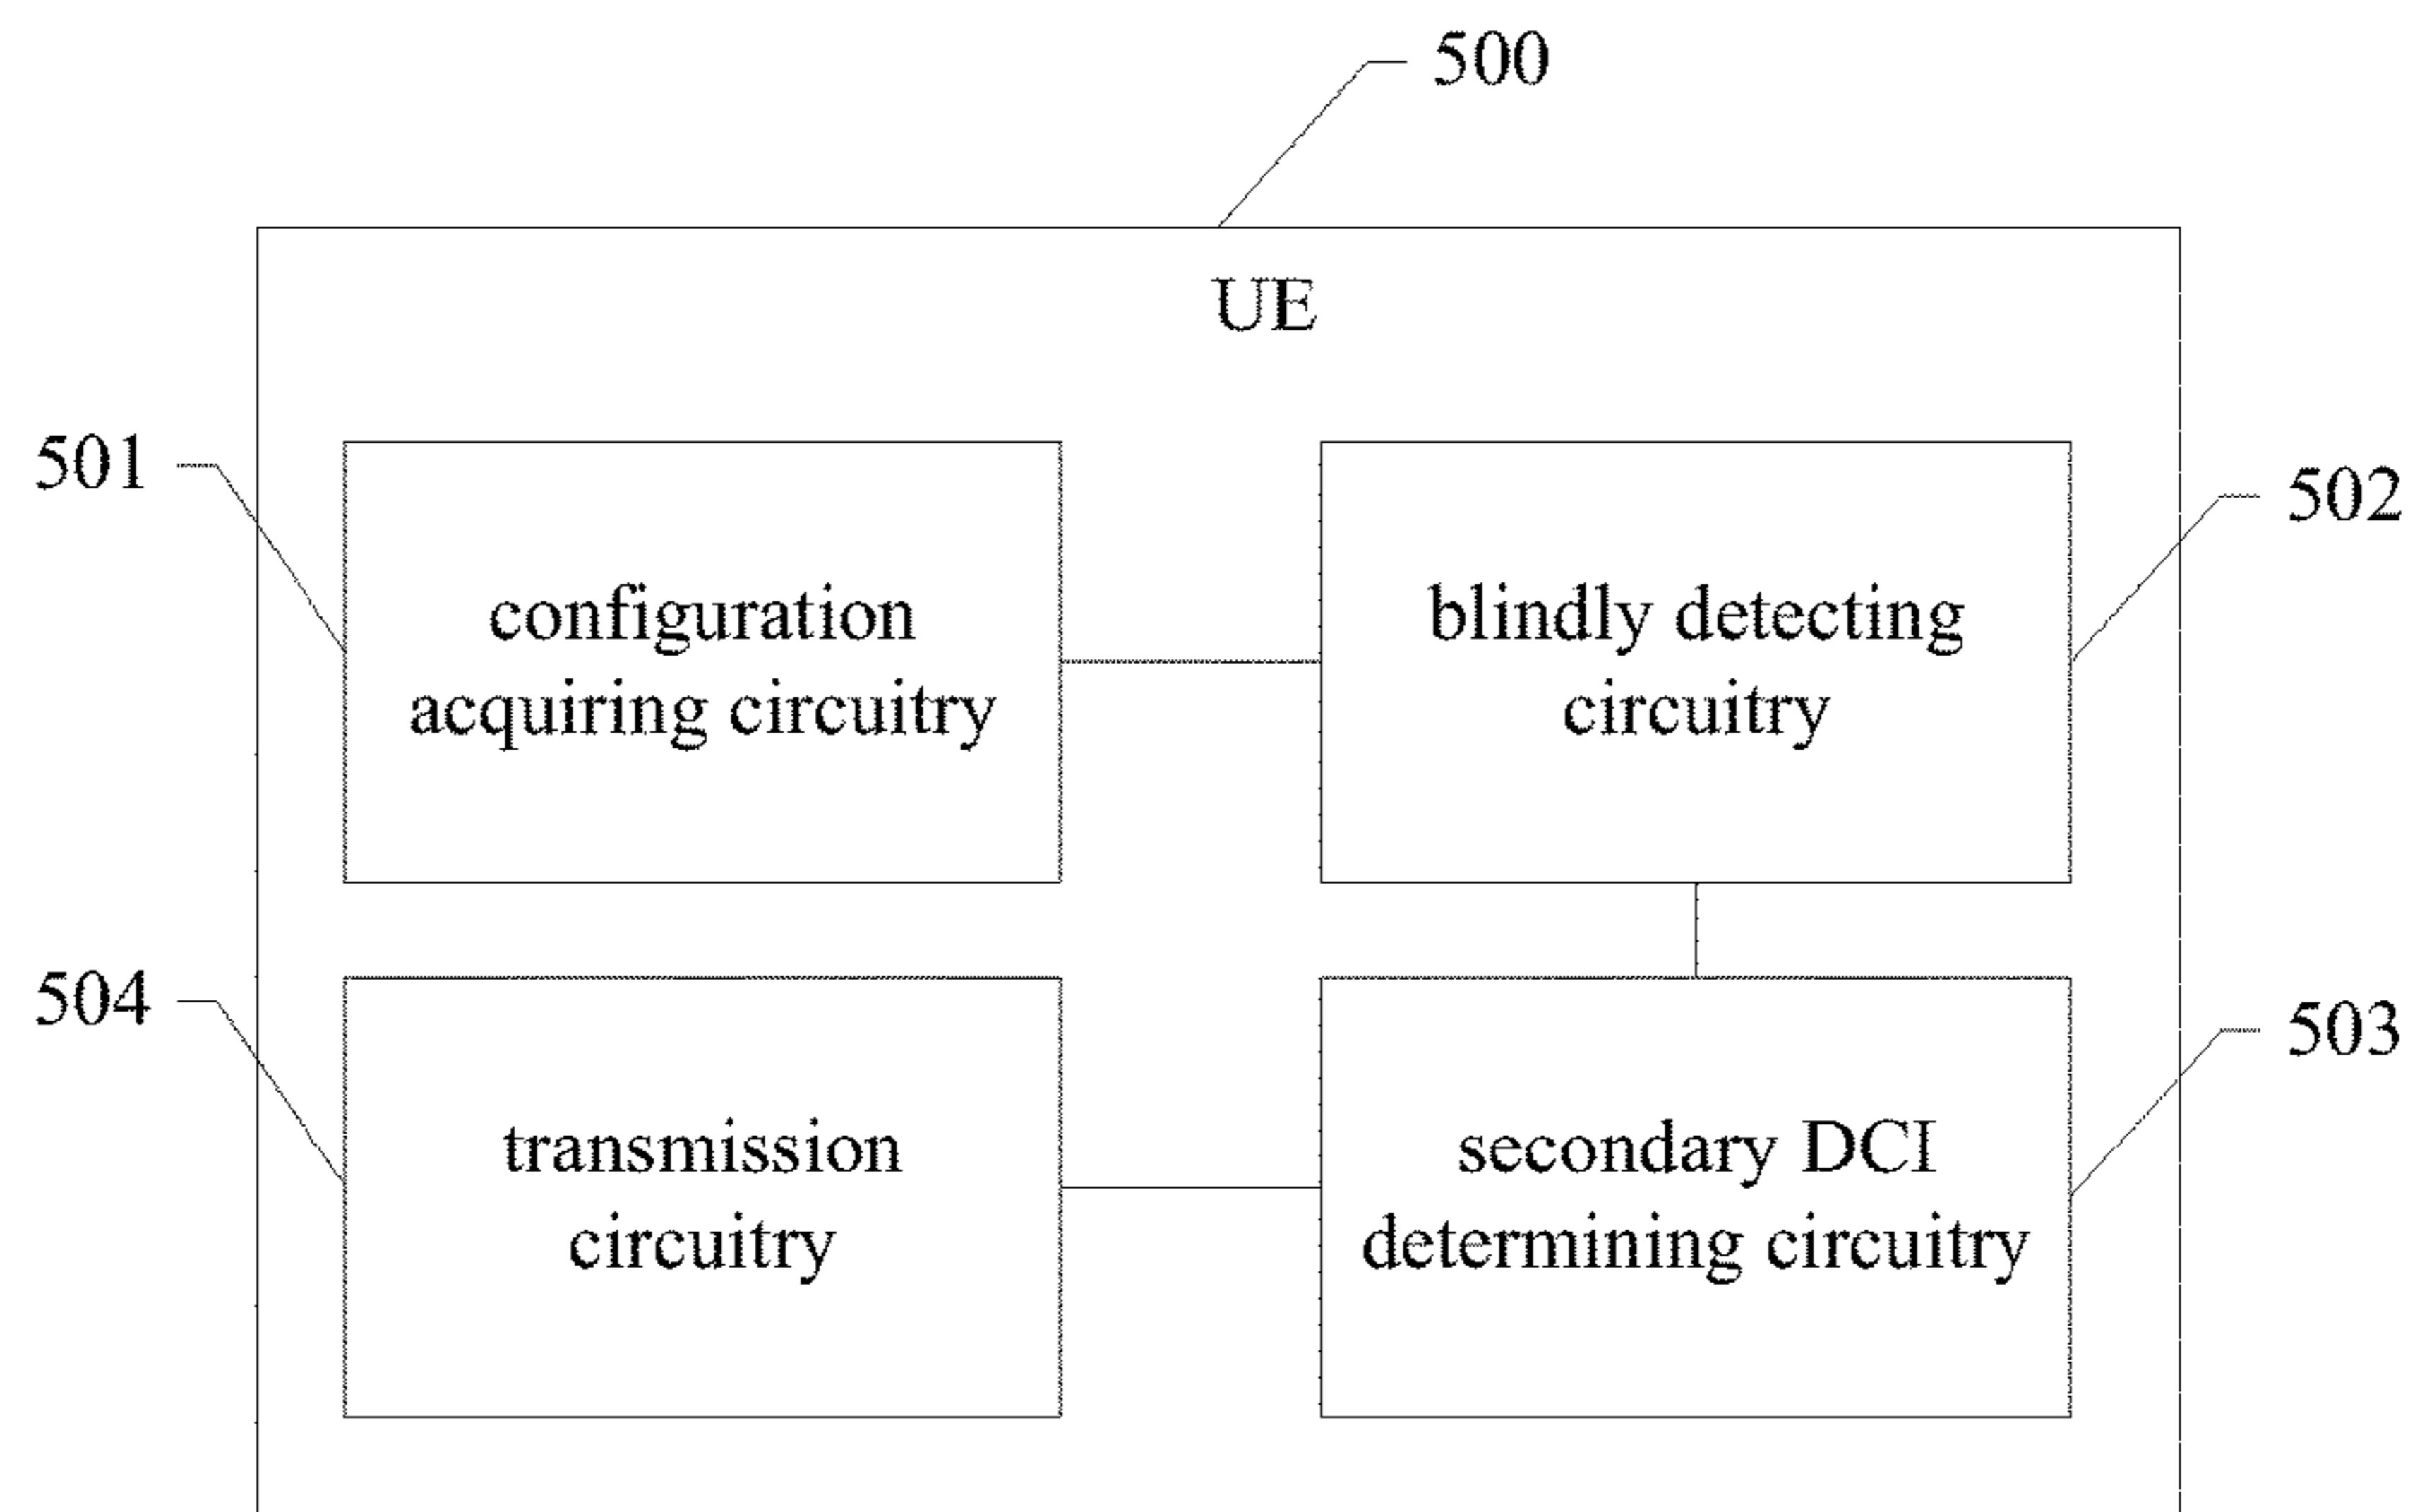 500
UE
501
configuration
acquiring circuitry
blindly detecting
circuitry
502
504
transmission
circuitry
secondary DCI
determining circuitry
503